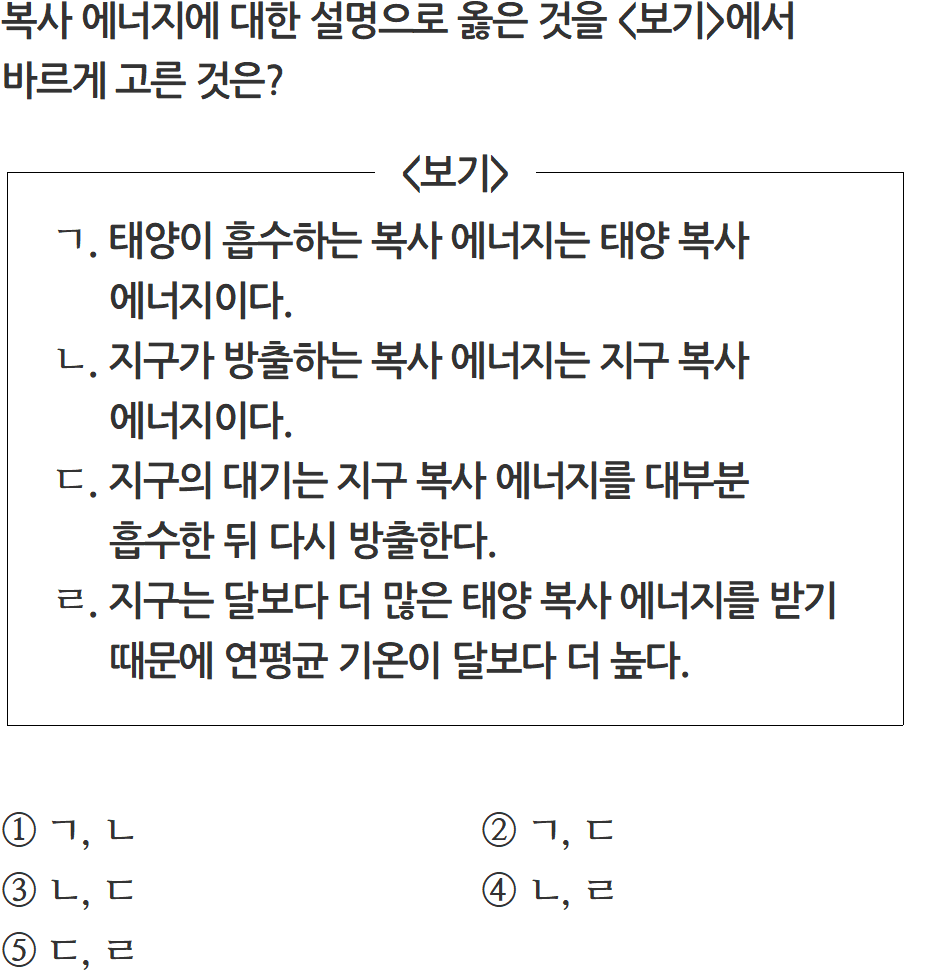 복사 에너지에 대한 설명으로 옳은 것을 <보기>에서
바르게 고른 것은?
<보기>
ㄱ. 태양이 흡수하는 복사 에너지는 태양 복사
에너지이다.
ㄴ. 지구가 방출하는 복사 에너지는 지구 복사
에너지이다.
ㄷ. 지구의 대기는 지구 복사 에너지를 대부분
흡수한 뒤 다시 방출한다.
ㄹ. 지구는 달보다 더 많은 태양 복사 에너지를 받기
때문에 연평균 기온이 달보다 더 높다.
① ㄱ, ㄴ ② ㄱ, ㄷ
③ ㄴ, ㄷ ④ ㄴ, ㄹ
⑤ ㄷ, ㄹ